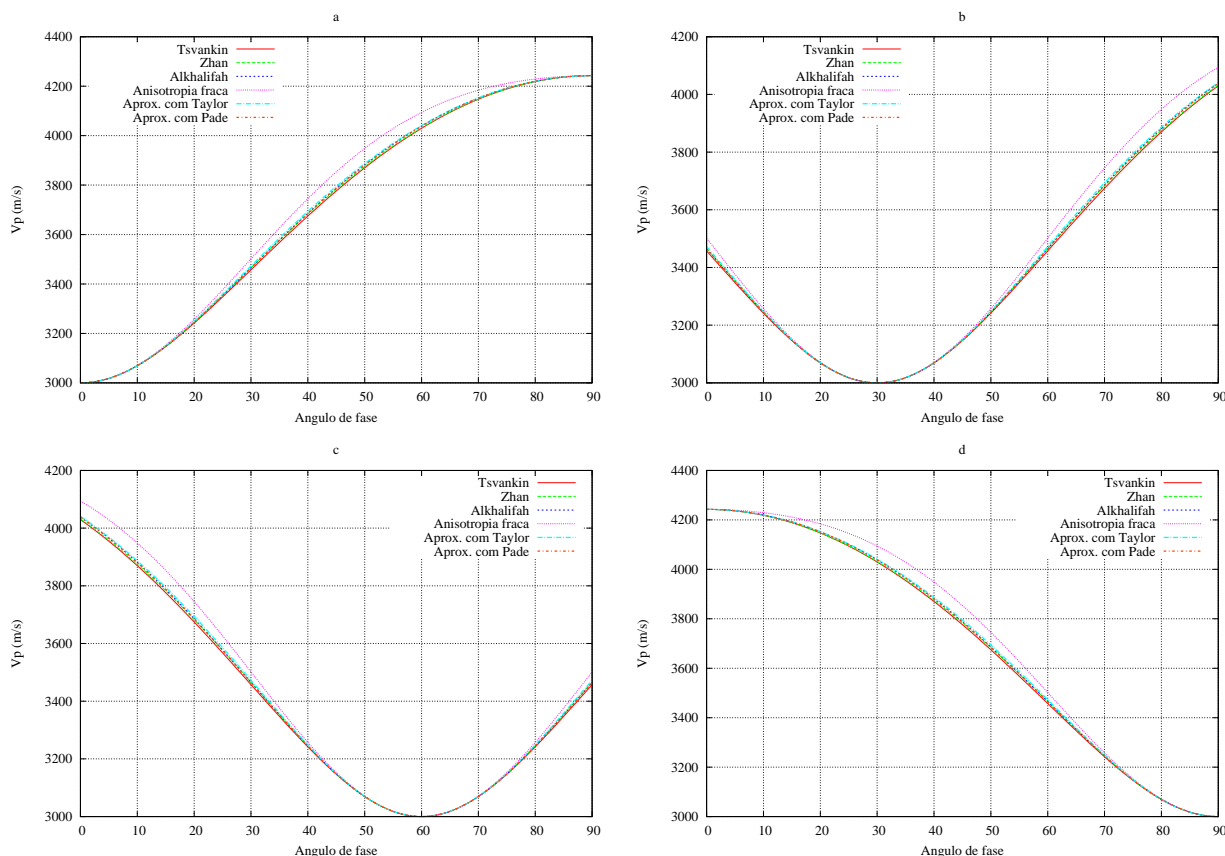 a
4400
4200
4000
3800
3600
3400
3200
3000
Vp (m/s)
Tsvankin
Zhan
Alkhalifah
Anisotropia fraca
Aprox. com Taylor
Aprox. com Pade
0 10 20 30 40 50 60 70 80 90
Angulo de fase
b
4200
4000
3800
3600
3400
3200
3000
Vp (m/s)
Tsvankin
Zhan
Alkhalifah
Anisotropia fraca
Aprox. com Taylor
Aprox. com Pade
0 10 20 30 40 50 60 70 80 90
Angulo de fase
c
4200
4000
3800
3600
3400
3200
3000
Vp (m/s)
Tsvankin
Zhan
Alkhalifah
Anisotropia fraca
Aprox. com Taylor
Aprox. com Pade
0 10 20 30 40 50 60 70 80 90
Angulo de fase
d
4400
4200
4000
3800
3600
3400
3200
3000
Vp (m/s)
Tsvankin
Zhan
Alkhalifah
Anisotropia fraca
Aprox. com Taylor
Aprox. com Pade
0 10 20 30 40 50 60 70 80 90
Angulo de fase